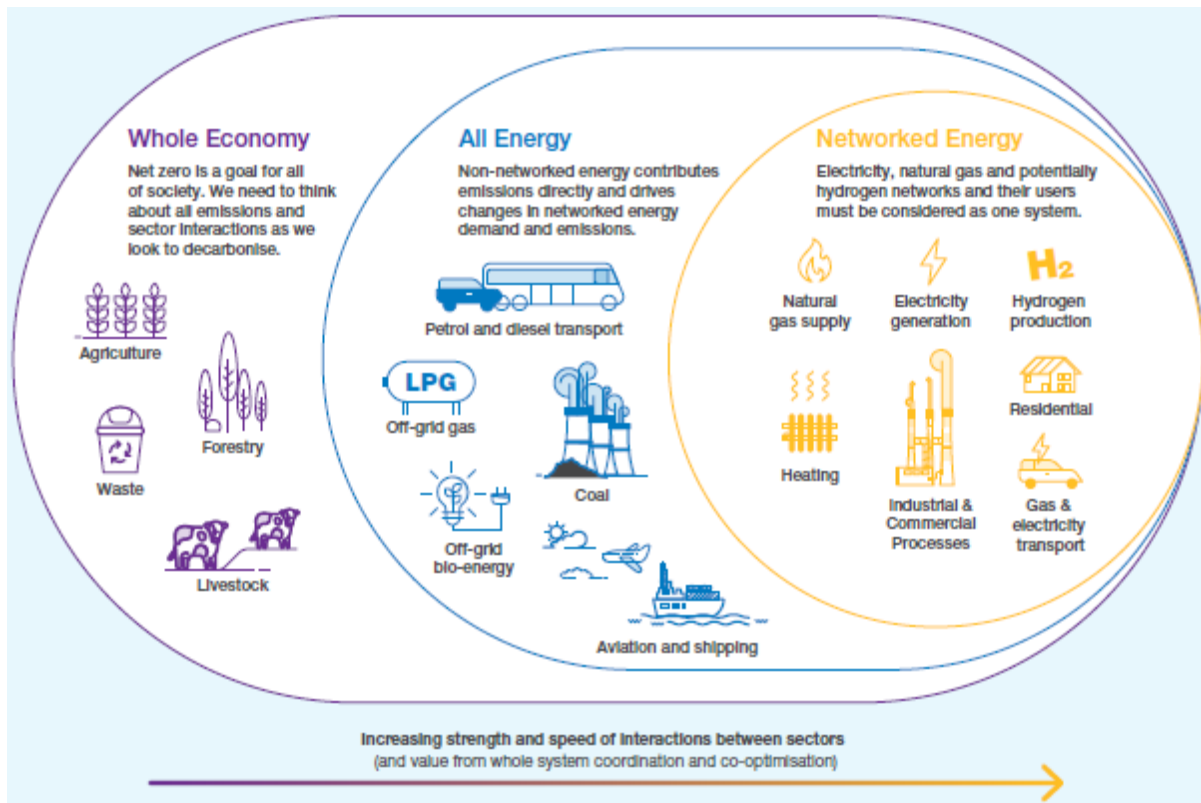 Whole Economy
Net zero is a goal for all
of society. We need to think
about all emissions and
sector interactions as we
look to decarbonise.
Agriculture
Forestry
Waste
Livestock
All Energy
Non-networked energy contributes
emissions directly and drives
changes in networked energy
demand and emissions.
Petrol and diesel transport
LPG
Off-grid gas
Coal
Off-grid
bio-energy
Aviation and shipping
Networked Energy
Electricity, natural gas and potentially
hydrogen networks and their users
must be considered as one system.
Natural
gas supply
Electricity
generation
H2
Hydrogen
production
Heating
Industrial &
Commercial
Processes
Residential
Gas &
electricity
transport
Increasing strength and speed of interactions between sectors
(and value from whole system coordination and co-optimisation)